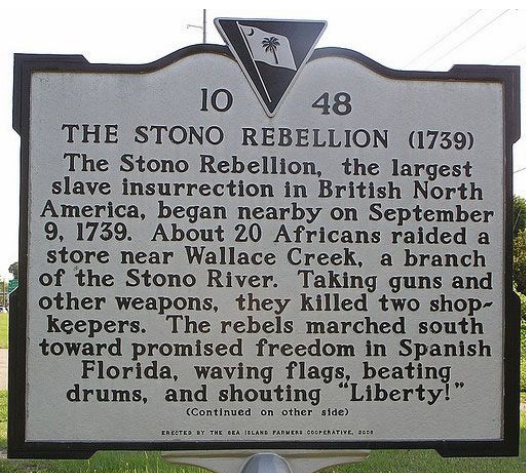 10 48
THE STONO REBELLION (1739)
The Stono Rebellion, the largest
slave insurrection in British North
America, began nearby on September
9, 1739. About 20 Africans raided a
store near Wallace Creek, a branch
of the Stono River. Taking guns and
other weapons, they killed two shop-
keepers. The rebels marched south
toward promised freedom in Spanish
Florida, waving flags, beating
drums, and shouting "Liberty!"
(Continued on other side)
ERECTED BY THE SEA ISLAND FARMERS COOPERATIVE, 2006